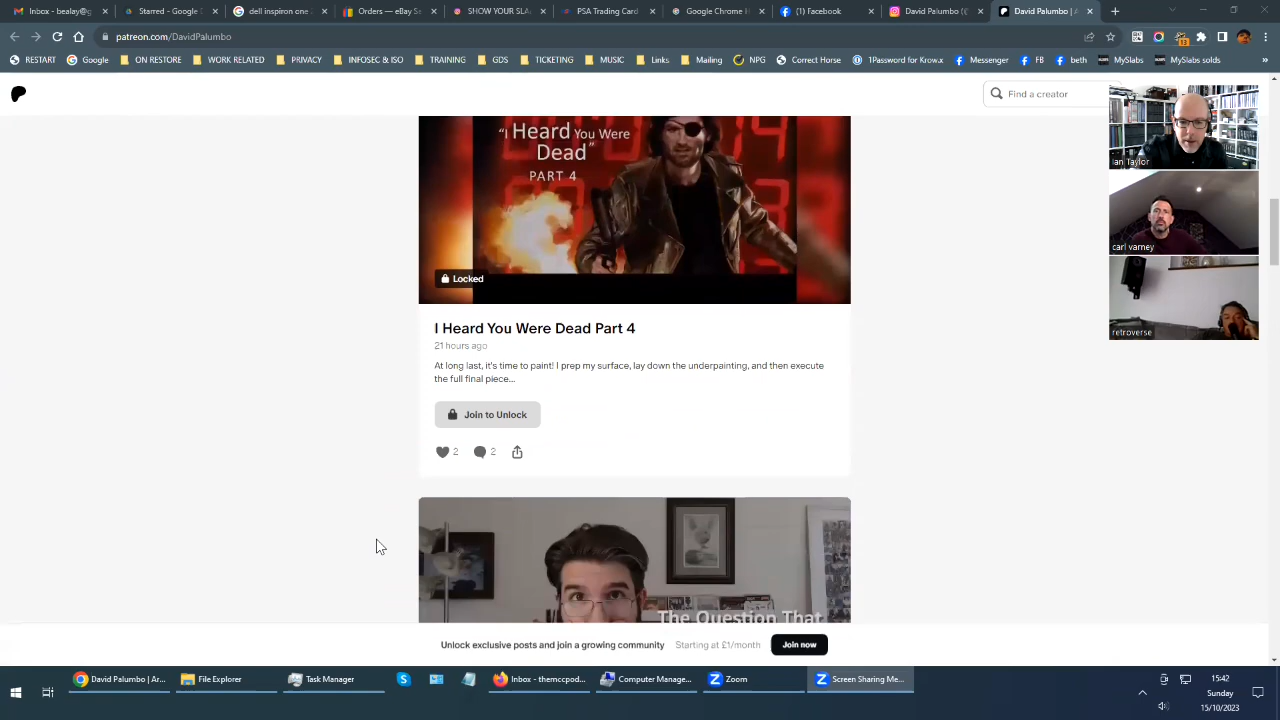 Inbox - bealay@g
Starred - Google D
dell inspiron one 2
Orders — eBay Se
SHOW YOUR SLA
PSA Trading Card
Google Chrome H
(1) Facebook
David Palumbo (
David Palumbo | A
patreon.com/DavidPalumbo
RESTART
Google
ON RESTORE
PRIVACY
WORK RELATED
INFOSEC & ISO
TRAINING
GDS
TICKETING
MUSIC
Links
Mailing
NPG
Correct Horse
1Password for Krow.x
Messenger
FB
beth
MySlabs
MySlabs solds
Find a creator
"I Heard You Were
Dead"
PART 4
Locked
Ian Taylor
carl varney
retroverse
I Heard You Were Dead Part 4
21 hours ago
At long last, it's time to paint! I prep my surface, lay down the underpainting, and then execute
the full final piece...
Join to Unlock
2
2
The Question That
Unlock exclusive posts and join a growing community
Starting at £1/month
Join now
David Palumbo | Ar...
File Explorer
Task Manager
Inbox - themccpod...
Computer Manage...
Zoom
Screen Sharing Me...
15:42
Sunday
15/10/2023